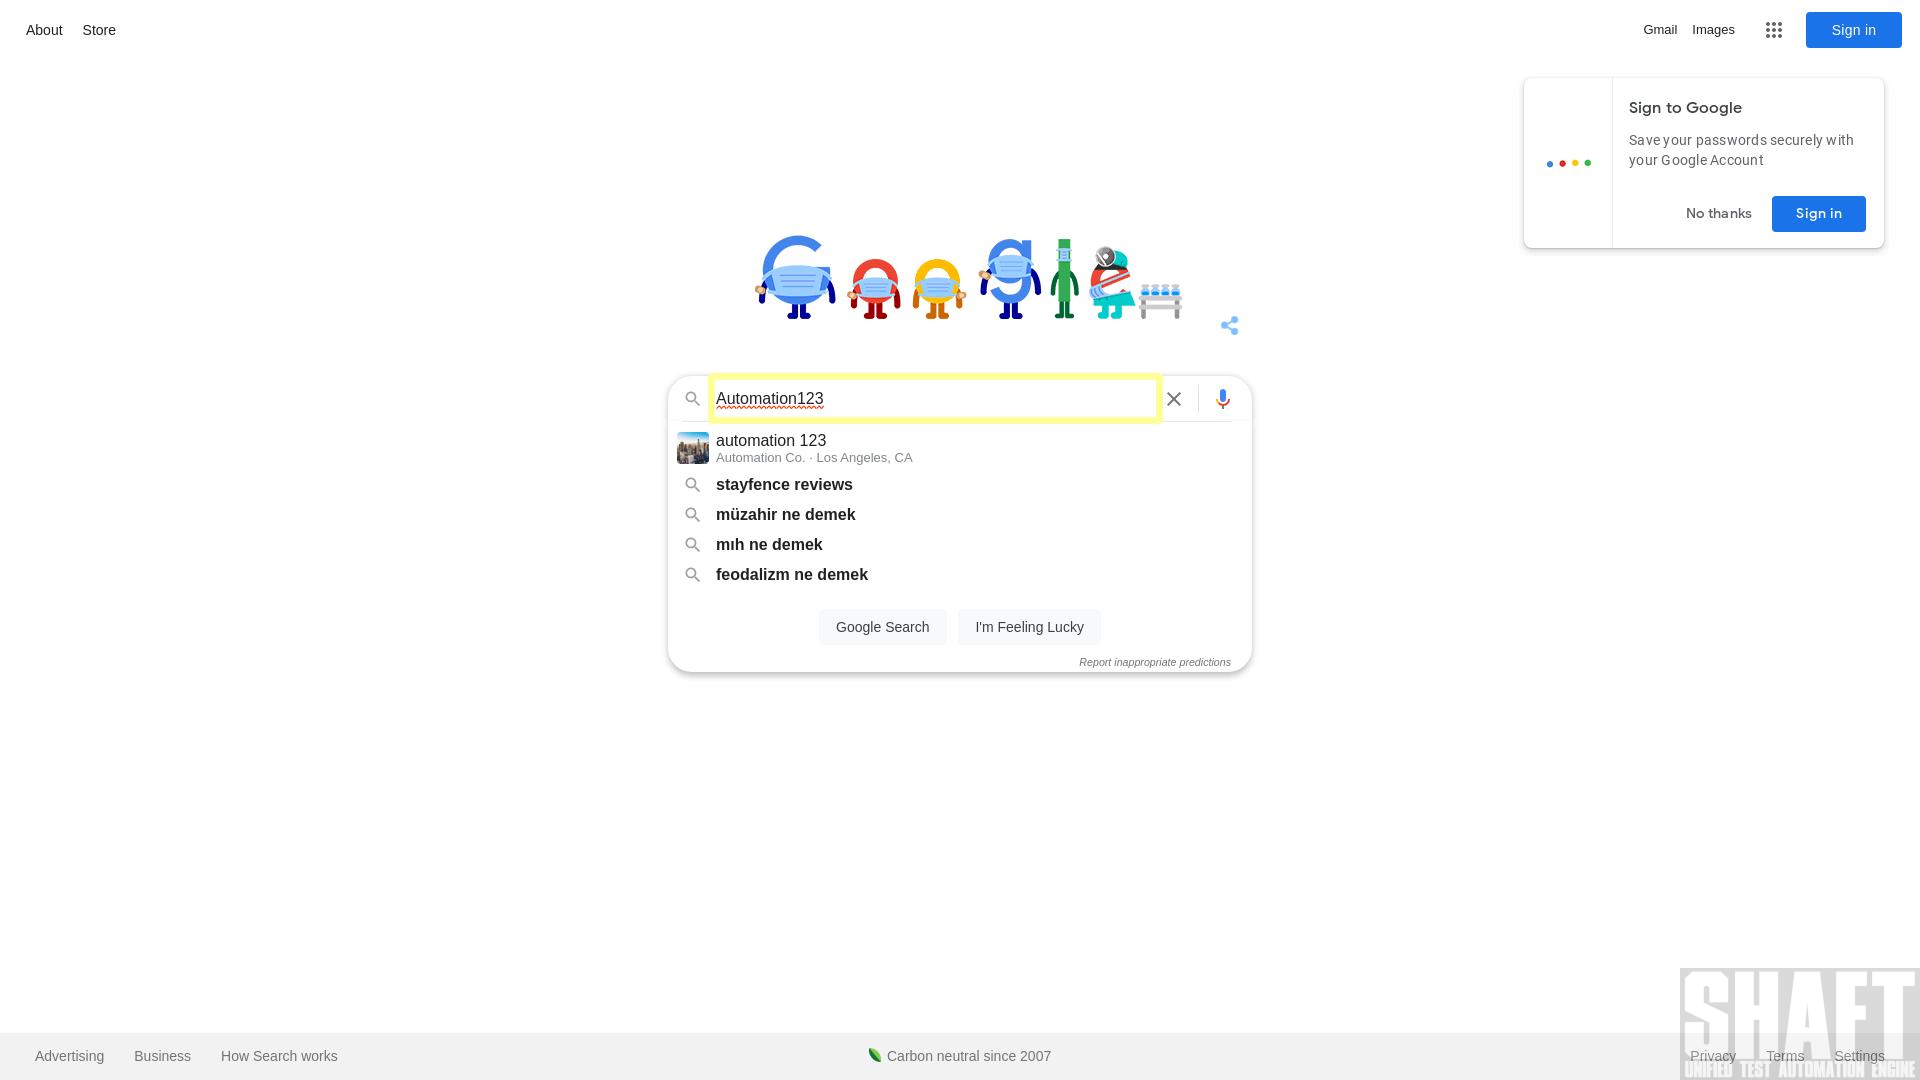 About Store
Gmail Images Sign in
Sign to Google
Save your passwords securely with
your Google Account
No thanks Sign in
Google
Automation123
automation 123
Automation Co. · Los Angeles, CA
stayfence reviews
müzahir ne demek
mıh ne demek
feodalizm ne demek
Google Search I'm Feeling Lucky
Report inappropriate predictions
Advertising Business How Search works
Carbon neutral since 2007
Privacy Terms Settings
SHAFT
UNIFIED TEST AUTOMATION ENGINE